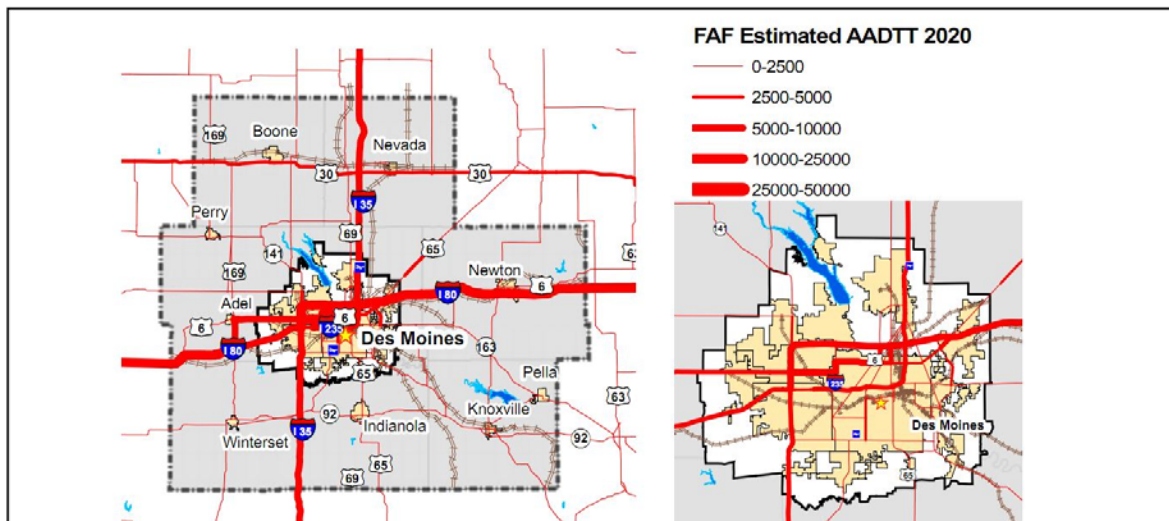 FAF Estimated AADTT 2020
0-2500
2500-5000
5000-10000
10000-25000
25000-50000
169
Boone
Nevada
30
30
I 35
Perry
69
141
65
63
169
Newton
Adel
I 80
6
6
6
I 235
I 80
Des Moines
163
65
Pella
63
92
Knoxville
Winterset
I 35
Indianola
92
65
69
141
6
I 235
Des Moines
65